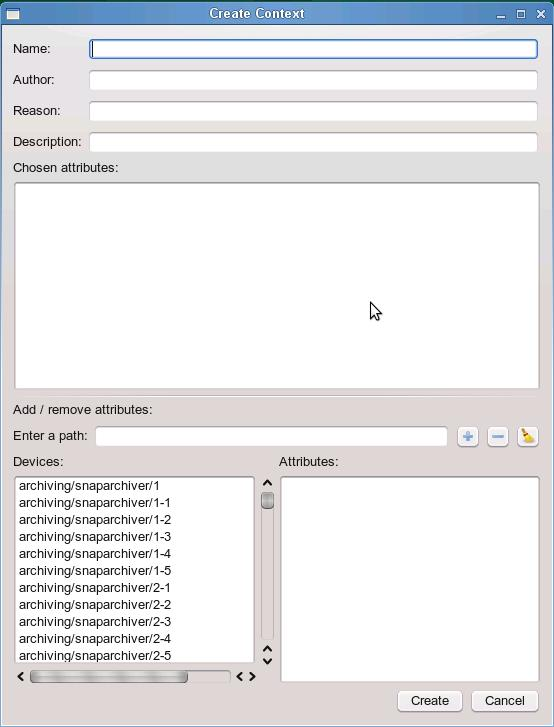 Create Context
Name:
Author:
Reason:
Description:
Chosen attributes:
Add / remove attributes:
Enter a path:
Devices:
archiving/snaparchiver/1
archiving/snaparchiver/1-1
archiving/snaparchiver/1-2
archiving/snaparchiver/1-3
archiving/snaparchiver/1-4
archiving/snaparchiver/1-5
archiving/snaparchiver/2-1
archiving/snaparchiver/2-2
archiving/snaparchiver/2-3
archiving/snaparchiver/2-4
archiving/snaparchiver/2-5
Attributes:
Create
Cancel